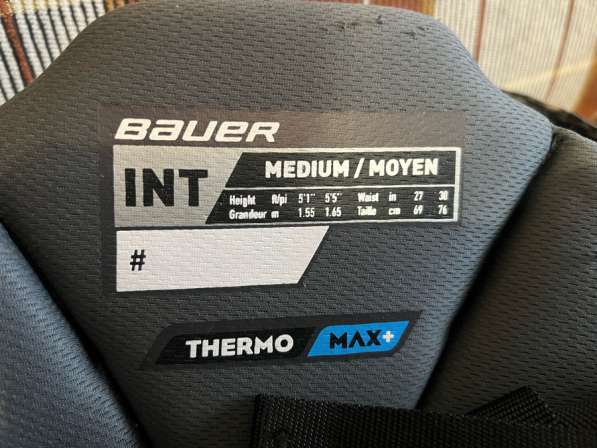 BAUER
INT
MEDIUM / MOYEN
Height ft/pi 5'1" 5'5" Waist in 27 30
Grandeur m 1.55 1.65 Taille cm 69 76
#
THERMO MAX+